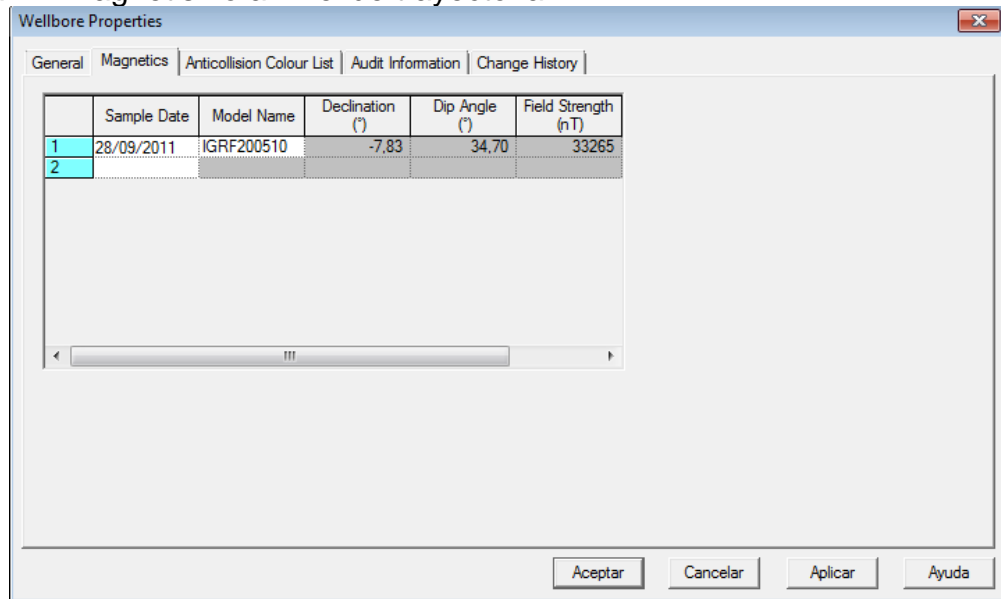 Wellbore Properties
General Magnetics Anticollision Colour List Audit Information Change History
Sample Date Model Name Declination (°) Dip Angle (°) Field Strength (nT)
1 28/09/2011 IGRF200510 -7,83 34,70 33265
2
Aceptar Cancelar Aplicar Ayuda